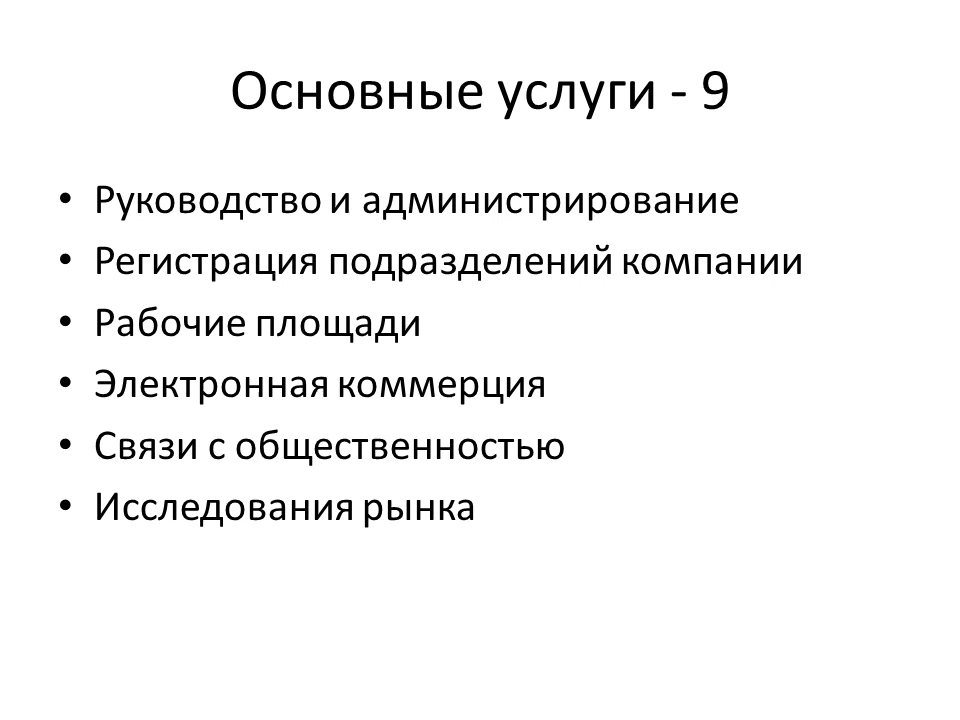 Основные услуги - 9
• Руководство и администрирование
• Регистрация подразделений компании
• Рабочие площади
• Электронная коммерция
• Связи с общественностью
• Исследования рынка